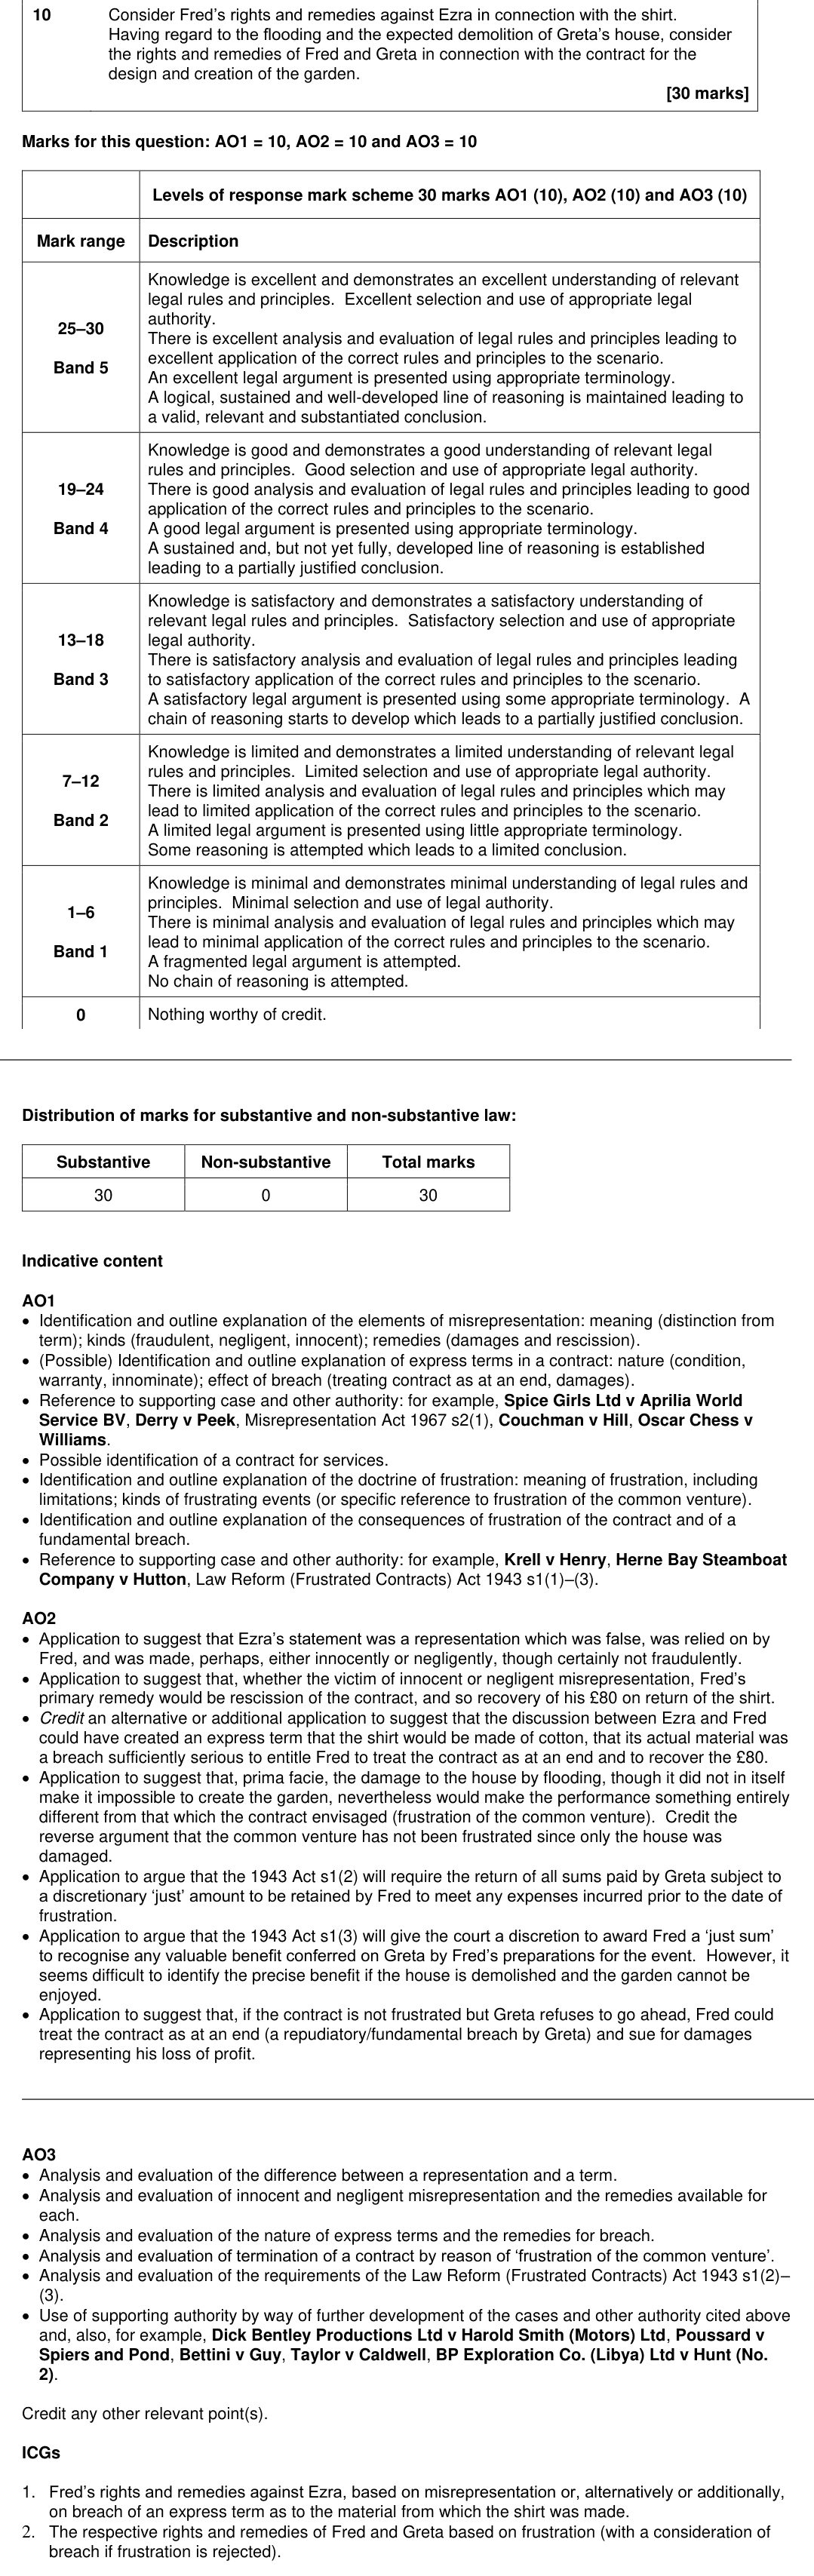 10 Consider Fred's rights and remedies against Ezra in connection with the shirt.
Having regard to the flooding and the expected demolition of Greta's house, consider
the rights and remedies of Fred and Greta in connection with the contract for the
design and creation of the garden.
[30 marks]
Marks for this question: AO1 = 10, AO2 = 10 and AO3 = 10
Levels of response mark scheme 30 marks AO1 (10), AO2 (10) and AO3 (10)
Mark range Description
25–30
Band 5
Knowledge is excellent and demonstrates an excellent understanding of relevant
legal rules and principles. Excellent selection and use of appropriate legal
authority.
There is excellent analysis and evaluation of legal rules and principles leading to
excellent application of the correct rules and principles to the scenario.
An excellent legal argument is presented using appropriate terminology.
A logical, sustained and well-developed line of reasoning is maintained leading to
a valid, relevant and substantiated conclusion.
19–24
Band 4
Knowledge is good and demonstrates a good understanding of relevant legal
rules and principles. Good selection and use of appropriate legal authority.
There is good analysis and evaluation of legal rules and principles leading to good
application of the correct rules and principles to the scenario.
A good legal argument is presented using appropriate terminology.
A sustained and, but not yet fully, developed line of reasoning is established
leading to a partially justified conclusion.
13–18
Band 3
Knowledge is satisfactory and demonstrates a satisfactory understanding of
relevant legal rules and principles. Satisfactory selection and use of appropriate
legal authority.
There is satisfactory analysis and evaluation of legal rules and principles leading
to satisfactory application of the correct rules and principles to the scenario.
A satisfactory legal argument is presented using some appropriate terminology. A
chain of reasoning starts to develop which leads to a partially justified conclusion.
7–12
Band 2
Knowledge is limited and demonstrates a limited understanding of relevant legal
rules and principles. Limited selection and use of appropriate legal authority.
There is limited analysis and evaluation of legal rules and principles which may
lead to limited application of the correct rules and principles to the scenario.
A limited legal argument is presented using little appropriate terminology.
Some reasoning is attempted which leads to a limited conclusion.
1–6
Band 1
Knowledge is minimal and demonstrates minimal understanding of legal rules and
principles. Minimal selection and use of legal authority.
There is minimal analysis and evaluation of legal rules and principles which may
lead to minimal application of the correct rules and principles to the scenario.
A fragmented legal argument is attempted.
No chain of reasoning is attempted.
0 Nothing worthy of credit.
Distribution of marks for substantive and non-substantive law:
Substantive Non-substantive Total marks
30 0 30
Indicative content
AO1
• Identification and outline explanation of the elements of misrepresentation: meaning (distinction from
term); kinds (fraudulent, negligent, innocent); remedies (damages and rescission).
• (Possible) Identification and outline explanation of express terms in a contract: nature (condition,
warranty, innominate); effect of breach (treating contract as at an end, damages).
• Reference to supporting case and other authority: for example, Spice Girls Ltd v Aprilia World
Service BV, Derry v Peek, Misrepresentation Act 1967 s2(1), Couchman v Hill, Oscar Chess v
Williams.
• Possible identification of a contract for services.
• Identification and outline explanation of the doctrine of frustration: meaning of frustration, including
limitations; kinds of frustrating events (or specific reference to frustration of the common venture).
• Identification and outline explanation of the consequences of frustration of the contract and of a
fundamental breach.
• Reference to supporting case and other authority: for example, Krell v Henry, Herne Bay Steamboat
Company v Hutton, Law Reform (Frustrated Contracts) Act 1943 s1(1)–(3).
AO2
• Application to suggest that Ezra's statement was a representation which was false, was relied on by
Fred, and was made, perhaps, either innocently or negligently, though certainly not fraudulently.
• Application to suggest that, whether the victim of innocent or negligent misrepresentation, Fred's
primary remedy would be rescission of the contract, and so recovery of his £80 on return of the shirt.
• Credit an alternative or additional application to suggest that the discussion between Ezra and Fred
could have created an express term that the shirt would be made of cotton, that its actual material was
a breach sufficiently serious to entitle Fred to treat the contract as at an end and to recover the £80.
• Application to suggest that, prima facie, the damage to the house by flooding, though it did not in itself
make it impossible to create the garden, nevertheless would make the performance something entirely
different from that which the contract envisaged (frustration of the common venture). Credit the
reverse argument that the common venture has not been frustrated since only the house was
damaged.
• Application to argue that the 1943 Act s1(2) will require the return of all sums paid by Greta subject to
a discretionary 'just' amount to be retained by Fred to meet any expenses incurred prior to the date of
frustration.
• Application to argue that the 1943 Act s1(3) will give the court a discretion to award Fred a 'just sum'
to recognise any valuable benefit conferred on Greta by Fred's preparations for the event. However, it
seems difficult to identify the precise benefit if the house is demolished and the garden cannot be
enjoyed.
• Application to suggest that, if the contract is not frustrated but Greta refuses to go ahead, Fred could
treat the contract as at an end (a repudiatory/fundamental breach by Greta) and sue for damages
representing his loss of profit.
AO3
• Analysis and evaluation of the difference between a representation and a term.
• Analysis and evaluation of innocent and negligent misrepresentation and the remedies available for
each.
• Analysis and evaluation of the nature of express terms and the remedies for breach.
• Analysis and evaluation of termination of a contract by reason of 'frustration of the common venture'.
• Analysis and evaluation of the requirements of the Law Reform (Frustrated Contracts) Act 1943 s1(2)–
(3).
• Use of supporting authority by way of further development of the cases and other authority cited above
and, also, for example, Dick Bentley Productions Ltd v Harold Smith (Motors) Ltd, Poussard v
Spiers and Pond, Bettini v Guy, Taylor v Caldwell, BP Exploration Co. (Libya) Ltd v Hunt (No.
2).
Credit any other relevant point(s).
ICGs
1. Fred's rights and remedies against Ezra, based on misrepresentation or, alternatively or additionally,
on breach of an express term as to the material from which the shirt was made.
2. The respective rights and remedies of Fred and Greta based on frustration (with a consideration of
breach if frustration is rejected).